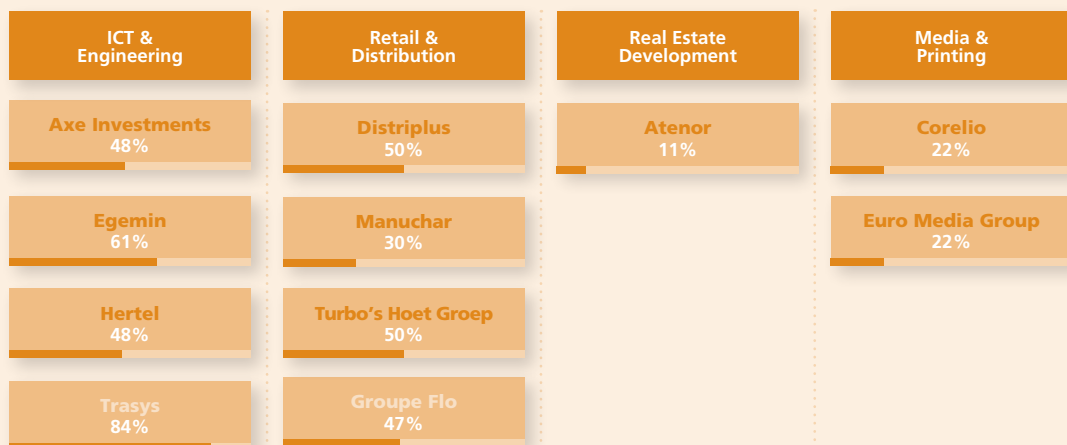 ICT &
Engineering
Axe Investments
48%
Egemin
61%
Hertel
48%
Trasys
84%
Retail &
Distribution
Distriplus
50%
Manuchar
30%
Turbo's Hoet Groep
50%
Groupe Flo
47%
Real Estate
Development
Atenor
11%
Media &
Printing
Corelio
22%
Euro Media Group
22%